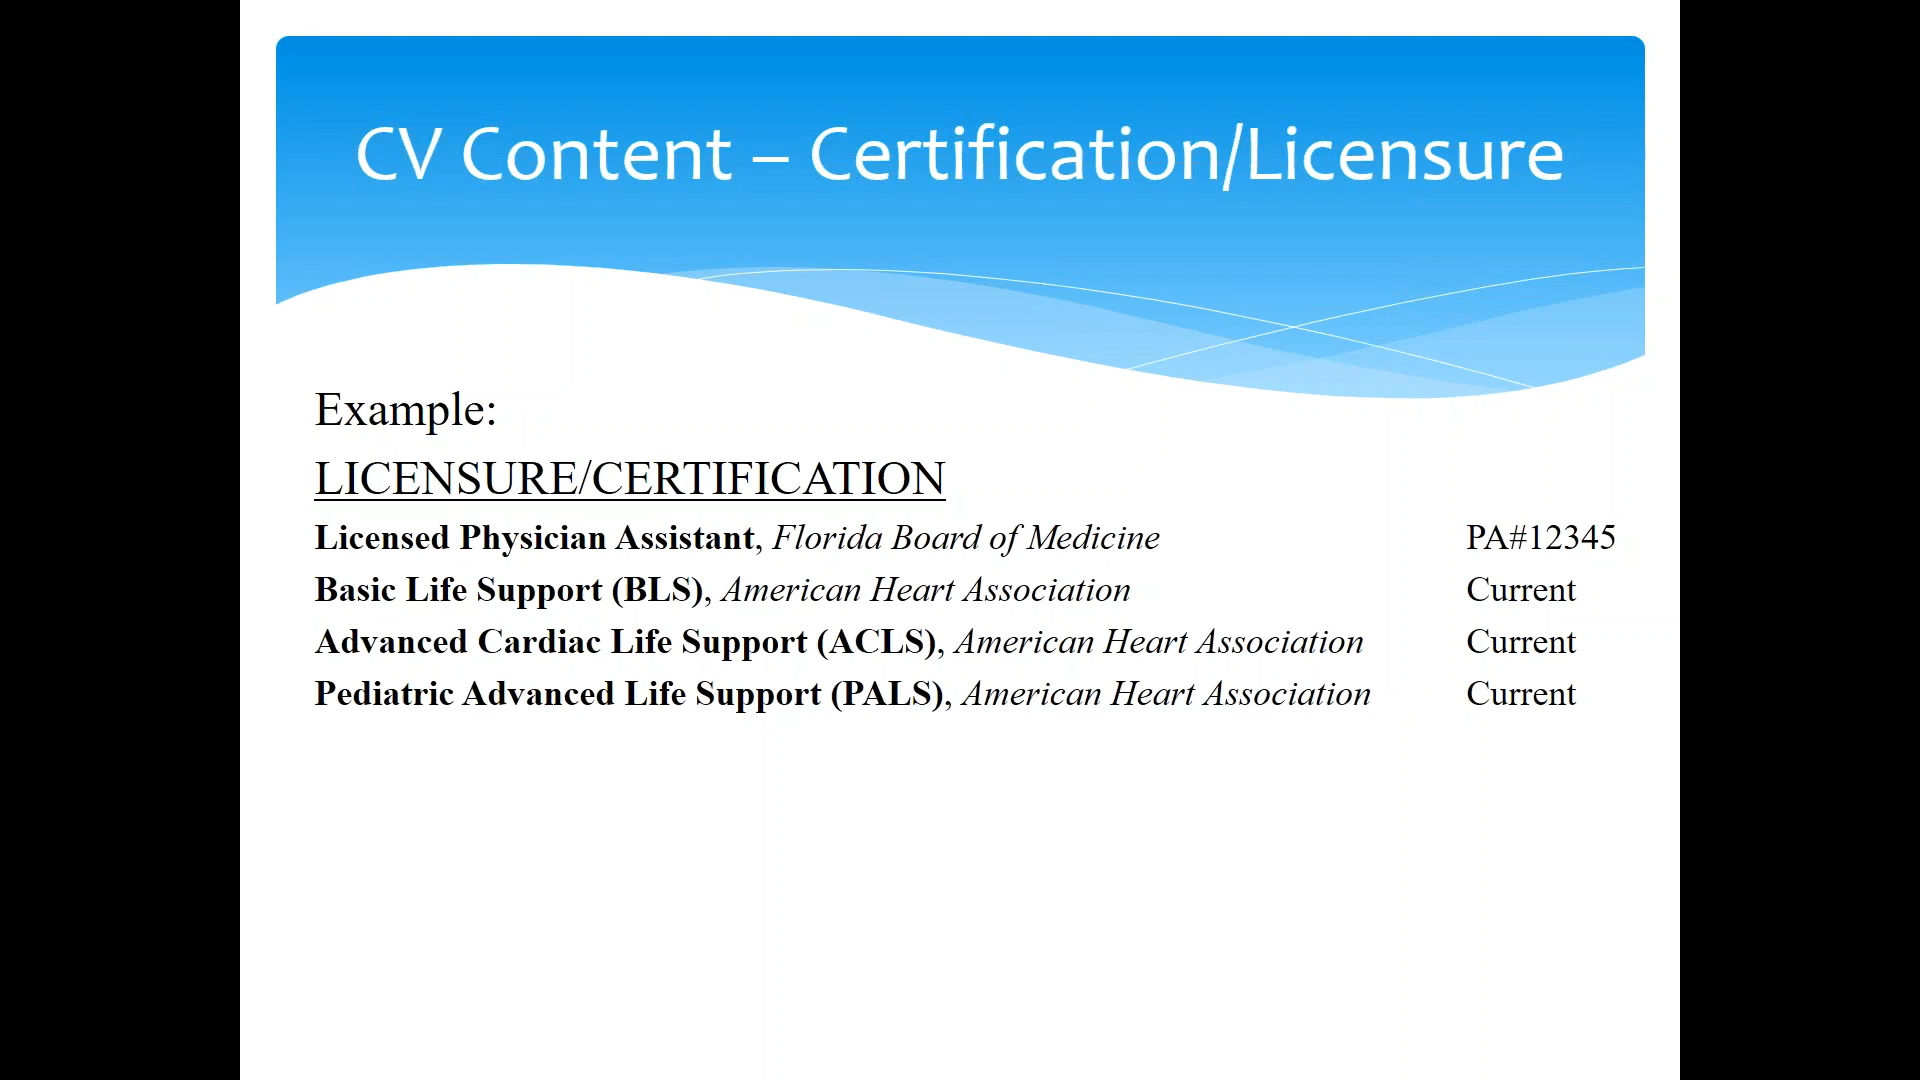 CV Content – Certification/Licensure
Example:
LICENSURE/CERTIFICATION
Licensed Physician Assistant, Florida Board of Medicine PA#12345
Basic Life Support (BLS), American Heart Association Current
Advanced Cardiac Life Support (ACLS), American Heart Association Current
Pediatric Advanced Life Support (PALS), American Heart Association Current